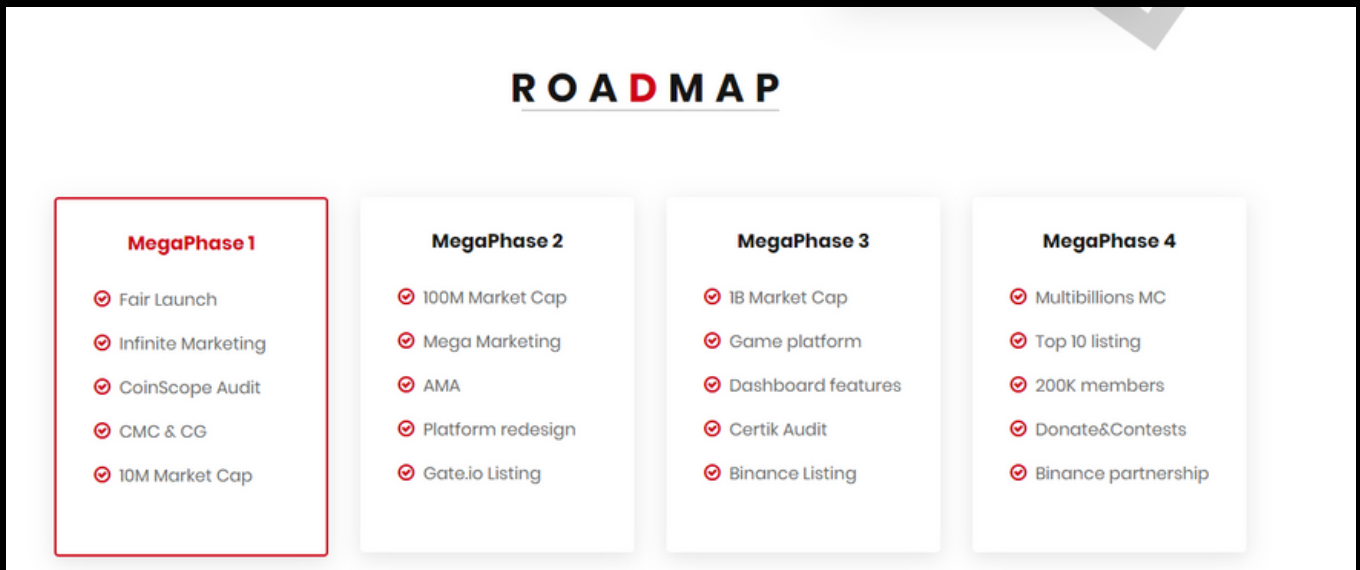 ROADMAP
MegaPhase 1
Fair Launch
Infinite Marketing
CoinScope Audit
CMC & CG
10M Market Cap
MegaPhase 2
100M Market Cap
Mega Marketing
AMA
Platform redesign
Gate.io Listing
MegaPhase 3
1B Market Cap
Game platform
Dashboard features
Certik Audit
Binance Listing
MegaPhase 4
Multibillions MC
Top 10 listing
200K members
Donate&Contests
Binance partnership